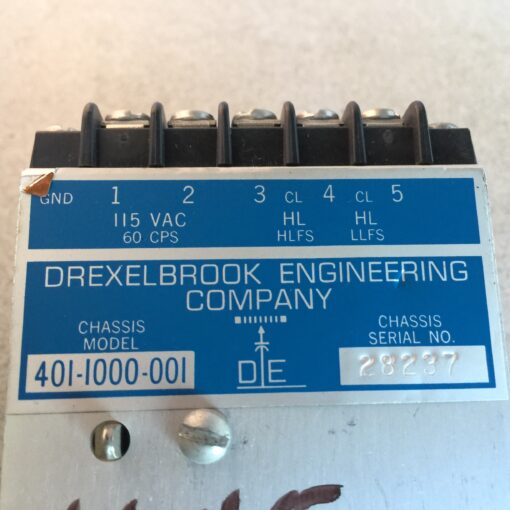 GND 1 2 3 CL 4 CL 5
115 VAC HL HL
60 CPS HLFS LLFS
DREXELBROOK ENGINEERING
COMPANY
CHASSIS
MODEL
401-1000-001
DE
CHASSIS
SERIAL NO.
28237